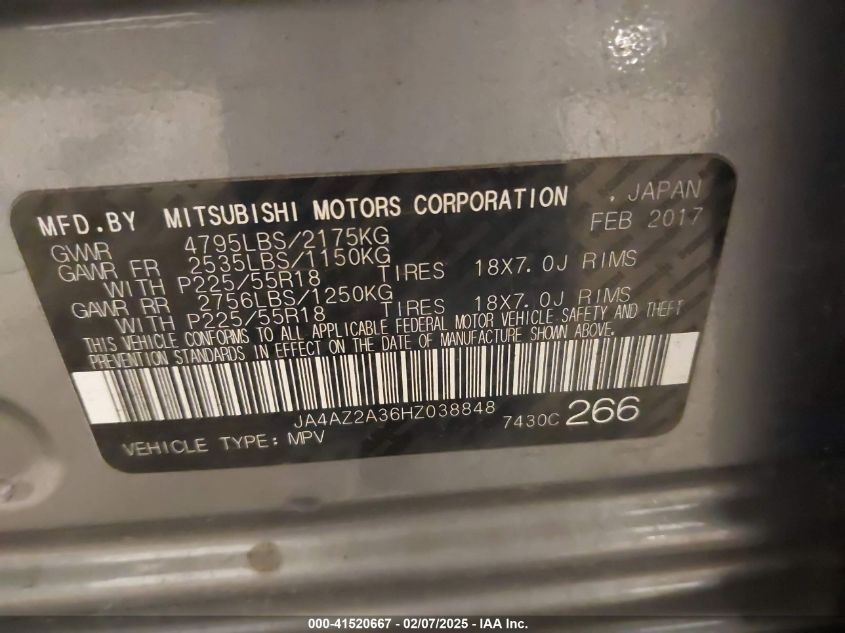 MFD.BY MITSUBISHI MOTORS CORPORATION . JAPAN
FEB 2017
GVWR 4795LBS/2175KG
GAWR FR 2535LBS/1150KG
WITH P225/55R18 TIRES 18X7.0J RIMS
GAWR RR 2756LBS/1250KG
WITH P225/55R18 TIRES 18X7.0J RIMS
THIS VEHICLE CONFORMS TO ALL APPLICABLE FEDERAL MOTOR VEHICLE SAFETY AND THEFT
PREVENTION STANDARDS IN EFFECT ON THE DATE OF MANUFACTURE SHOWN ABOVE.
JA4AZ2A36HZ038848 7430C 266
VEHICLE TYPE: MPV
000-41520667 - 02/07/2025 - IAA Inc.